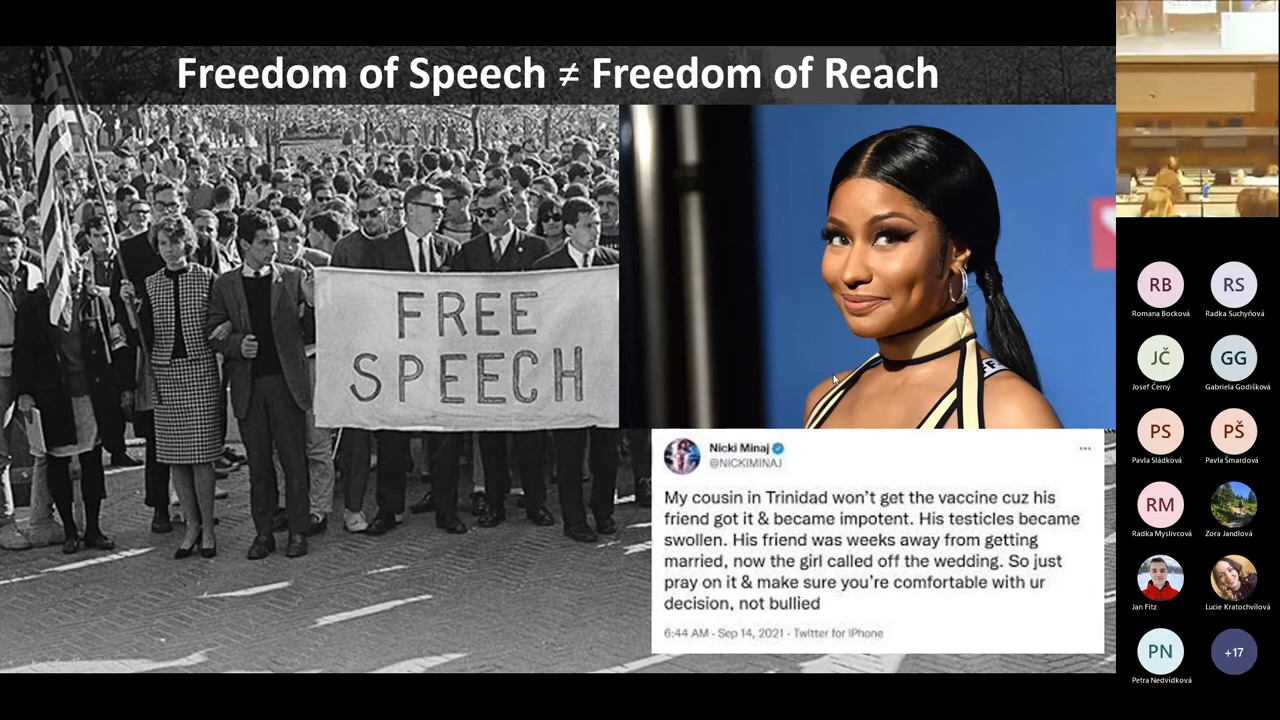 Freedom of Speech ≠ Freedom of Reach
FREE
SPEECH
Nicki Minaj
@NICKIMINAJ
My cousin in Trinidad won't get the vaccine cuz his
friend got it & became impotent. His testicles became
swollen. His friend was weeks away from getting
married, now the girl called off the wedding. So just
pray on it & make sure you're comfortable with ur
decision, not bullied
6:44 AM · Sep 14, 2021 · Twitter for iPhone
RB
RS
Romana Bocková
Radka Suchyňová
JČ
GG
Josef Černý
Gabriela Godišková
PS
PŠ
Pavla Sládková
Pavla Šmardová
RM
Radka Myslivcová
Zora Jandlová
Jan Fitz
Lucie Kratochvílová
PN
+17
Petra Nedvídková